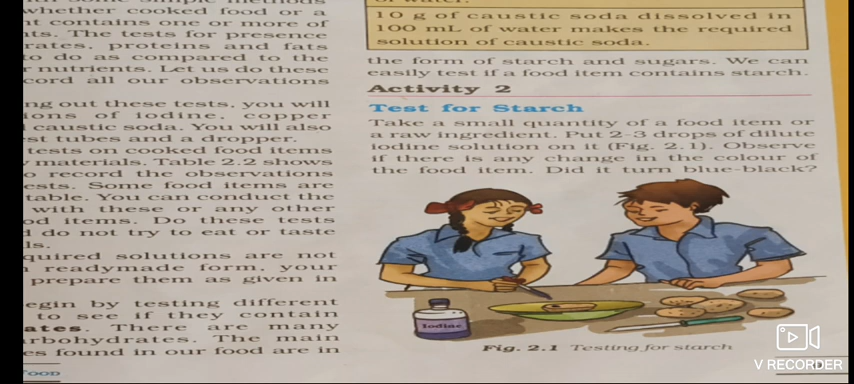 whether cooked food or a
nt contains one or more of
nts. The tests for presence
rates, proteins and fats
to do as compared to the
r nutrients. Let us do these
cord all our observations
ng out these tests, you will
ions of iodine, copper
caustic soda. You will also
st tubes and a dropper.
tests on cooked food items
materials. Table 2.2 shows
o record the observations
ests. Some food items are
table. You can conduct the
with these or any other
od items. Do these tests
d do not try to eat or taste
ls.
quired solutions are not
readymade form, your
prepare them as given in
egin by testing different
to see if they contain
ates. There are many
rbohydrates. The main
es found in our food are in
FOOD
of water.
10 g of caustic soda dissolved in
100 mL of water makes the required
solution of caustic soda.
the form of starch and sugars. We can
easily test if a food item contains starch.
Activity 2
Test for Starch
Take a small quantity of a food item or
a raw ingredient. Put 2-3 drops of dilute
iodine solution on it (Fig. 2.1). Observe
if there is any change in the colour of
the food item. Did it turn blue-black?
Iodine
Fig. 2.1 Testing for starch
V RECORDER